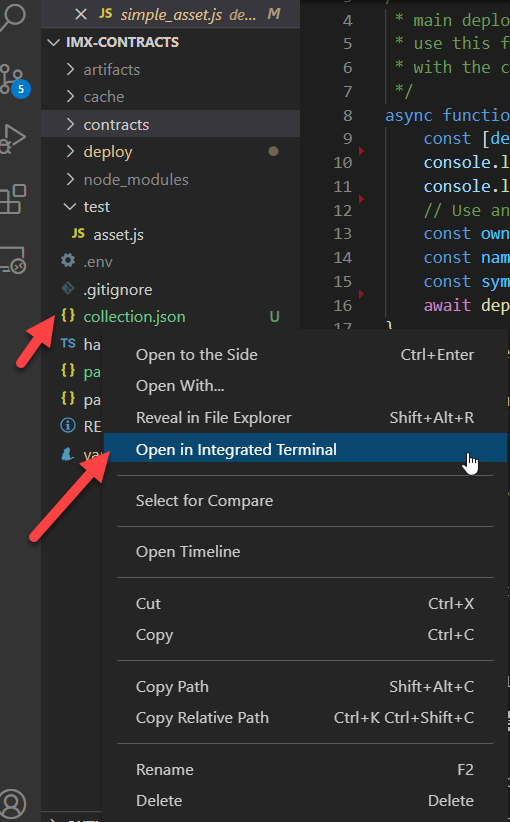 JS simple_asset.js de... M
IMX-CONTRACTS
artifacts
cache
contracts
deploy
node_modules
test
JS asset.js
.env
.gitignore
{} collection.json U
TS ha
{} pa
{} pa
RE
ya
5
4 * main deplo
5 * use this f
6 * with the c
7 */
8 async function
9 const [de
10 console.l
11 console.l
12 // Use an
13 const own
14 const nam
15 const sym
16 await dep
17 }
Open to the Side Ctrl+Enter
Open With...
Reveal in File Explorer Shift+Alt+R
Open in Integrated Terminal
Select for Compare
Open Timeline
Cut Ctrl+X
Copy Ctrl+C
Copy Path Shift+Alt+C
Copy Relative Path Ctrl+K Ctrl+Shift+C
Rename F2
Delete Delete